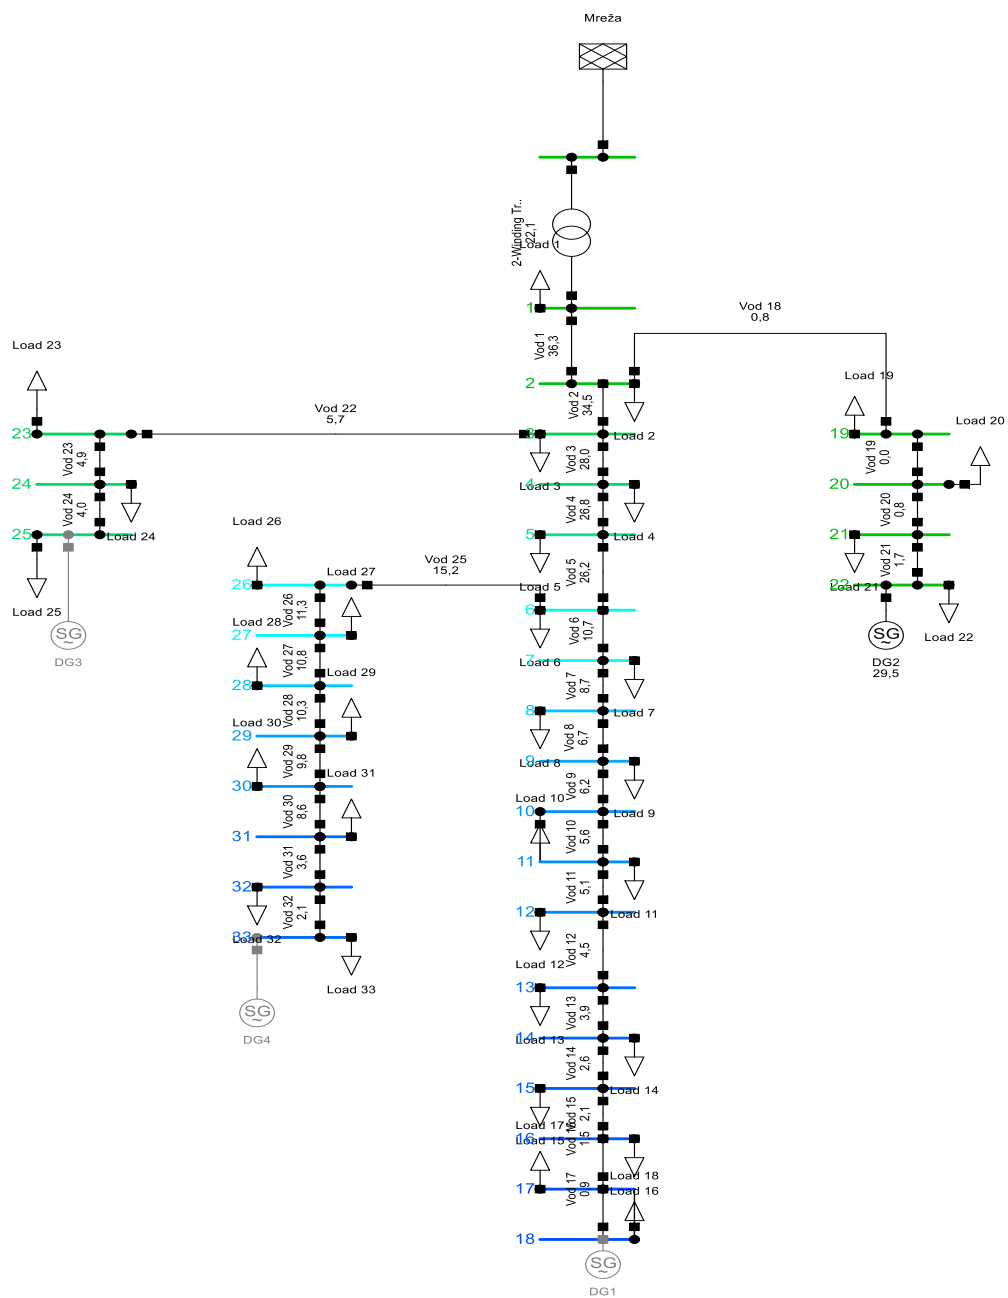 Mreža
2-Winding Tr..
22,1
Load 1
1
Vod 1
36,3
Vod 18
0,8
2
Vod 2
34,5
Load 2
Load 23
23
Vod 22
5,7
3
Vod 3
28,0
Load 3
Vod 23
4,9
24
Vod 24
4,0
Load 24
25
Load 25
SG
~
DG3
4
Vod 4
26,8
Load 4
5
Vod 5
26,2
Load 5
Load 19
19
Vod 19
0,0
Load 20
20
Vod 20
0,8
21
Vod 21
1,7
Load 21
22
Load 22
SG
~
DG2
29,5
Load 26
26
Load 27
Vod 25
15,2
Vod 26
11,3
Load 28
27
Vod 27
10,8
Load 29
28
Vod 28
10,3
Load 30
29
Vod 29
9,8
Load 31
30
Vod 30
8,6
31
Vod 31
3,6
32
Vod 32
2,1
Load 32
33
Load 33
SG
~
DG4
6
Vod 6
10,7
Load 6
7
Vod 7
8,7
Load 7
8
Vod 8
6,7
Load 8
9
Vod 9
6,2
Load 9
Load 10
10
Vod 10
5,6
11
Vod 11
5,1
Load 11
12
Vod 12
4,5
Load 12
13
Vod 13
3,9
Load 13
14
Vod 14
2,6
Load 14
15
Vod 15
2,1
Load 17
Load 15
16
1,5
Load 18
Load 16
17
Vod 17
0,9
18
SG
~
DG1